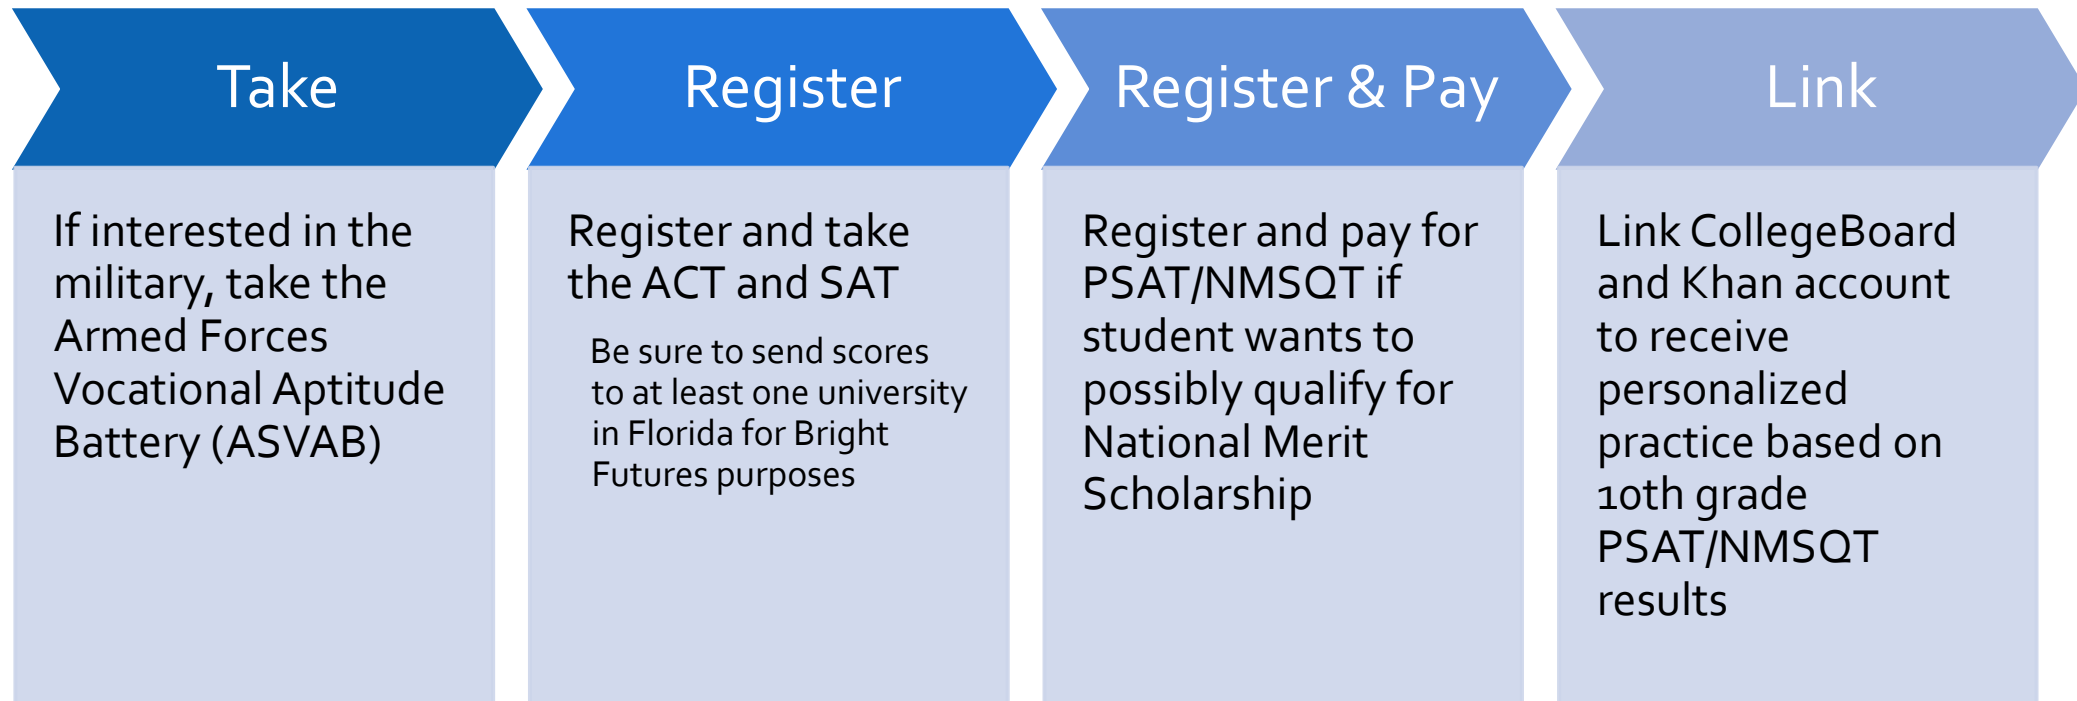 Take
If interested in the
military, take the
Armed Forces
Vocational Aptitude
Battery (ASVAB)
Register
Register and take
the ACT and SAT
Be sure to send scores
to at least one university
in Florida for Bright
Futures purposes
Register & Pay
Register and pay for
PSAT/NMSQT if
student wants to
possibly qualify for
National Merit
Scholarship
Link
Link CollegeBoard
and Khan account
to receive
personalized
practice based on
10th grade
PSAT/NMSQT
results